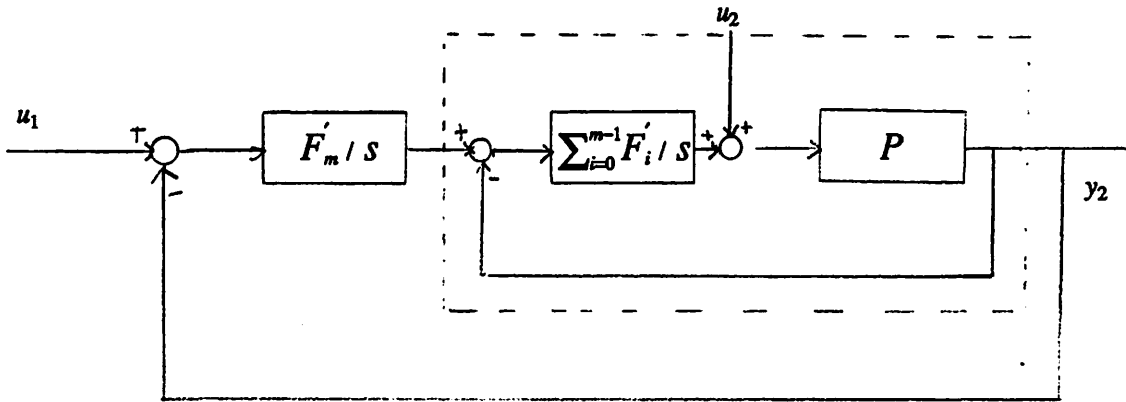 u₂
u₁
+
F'ₘ / s
+
∑ᵢ₌₀ᵐ⁻¹ F'ᵢ / s
+
+
P
-
-
y₂